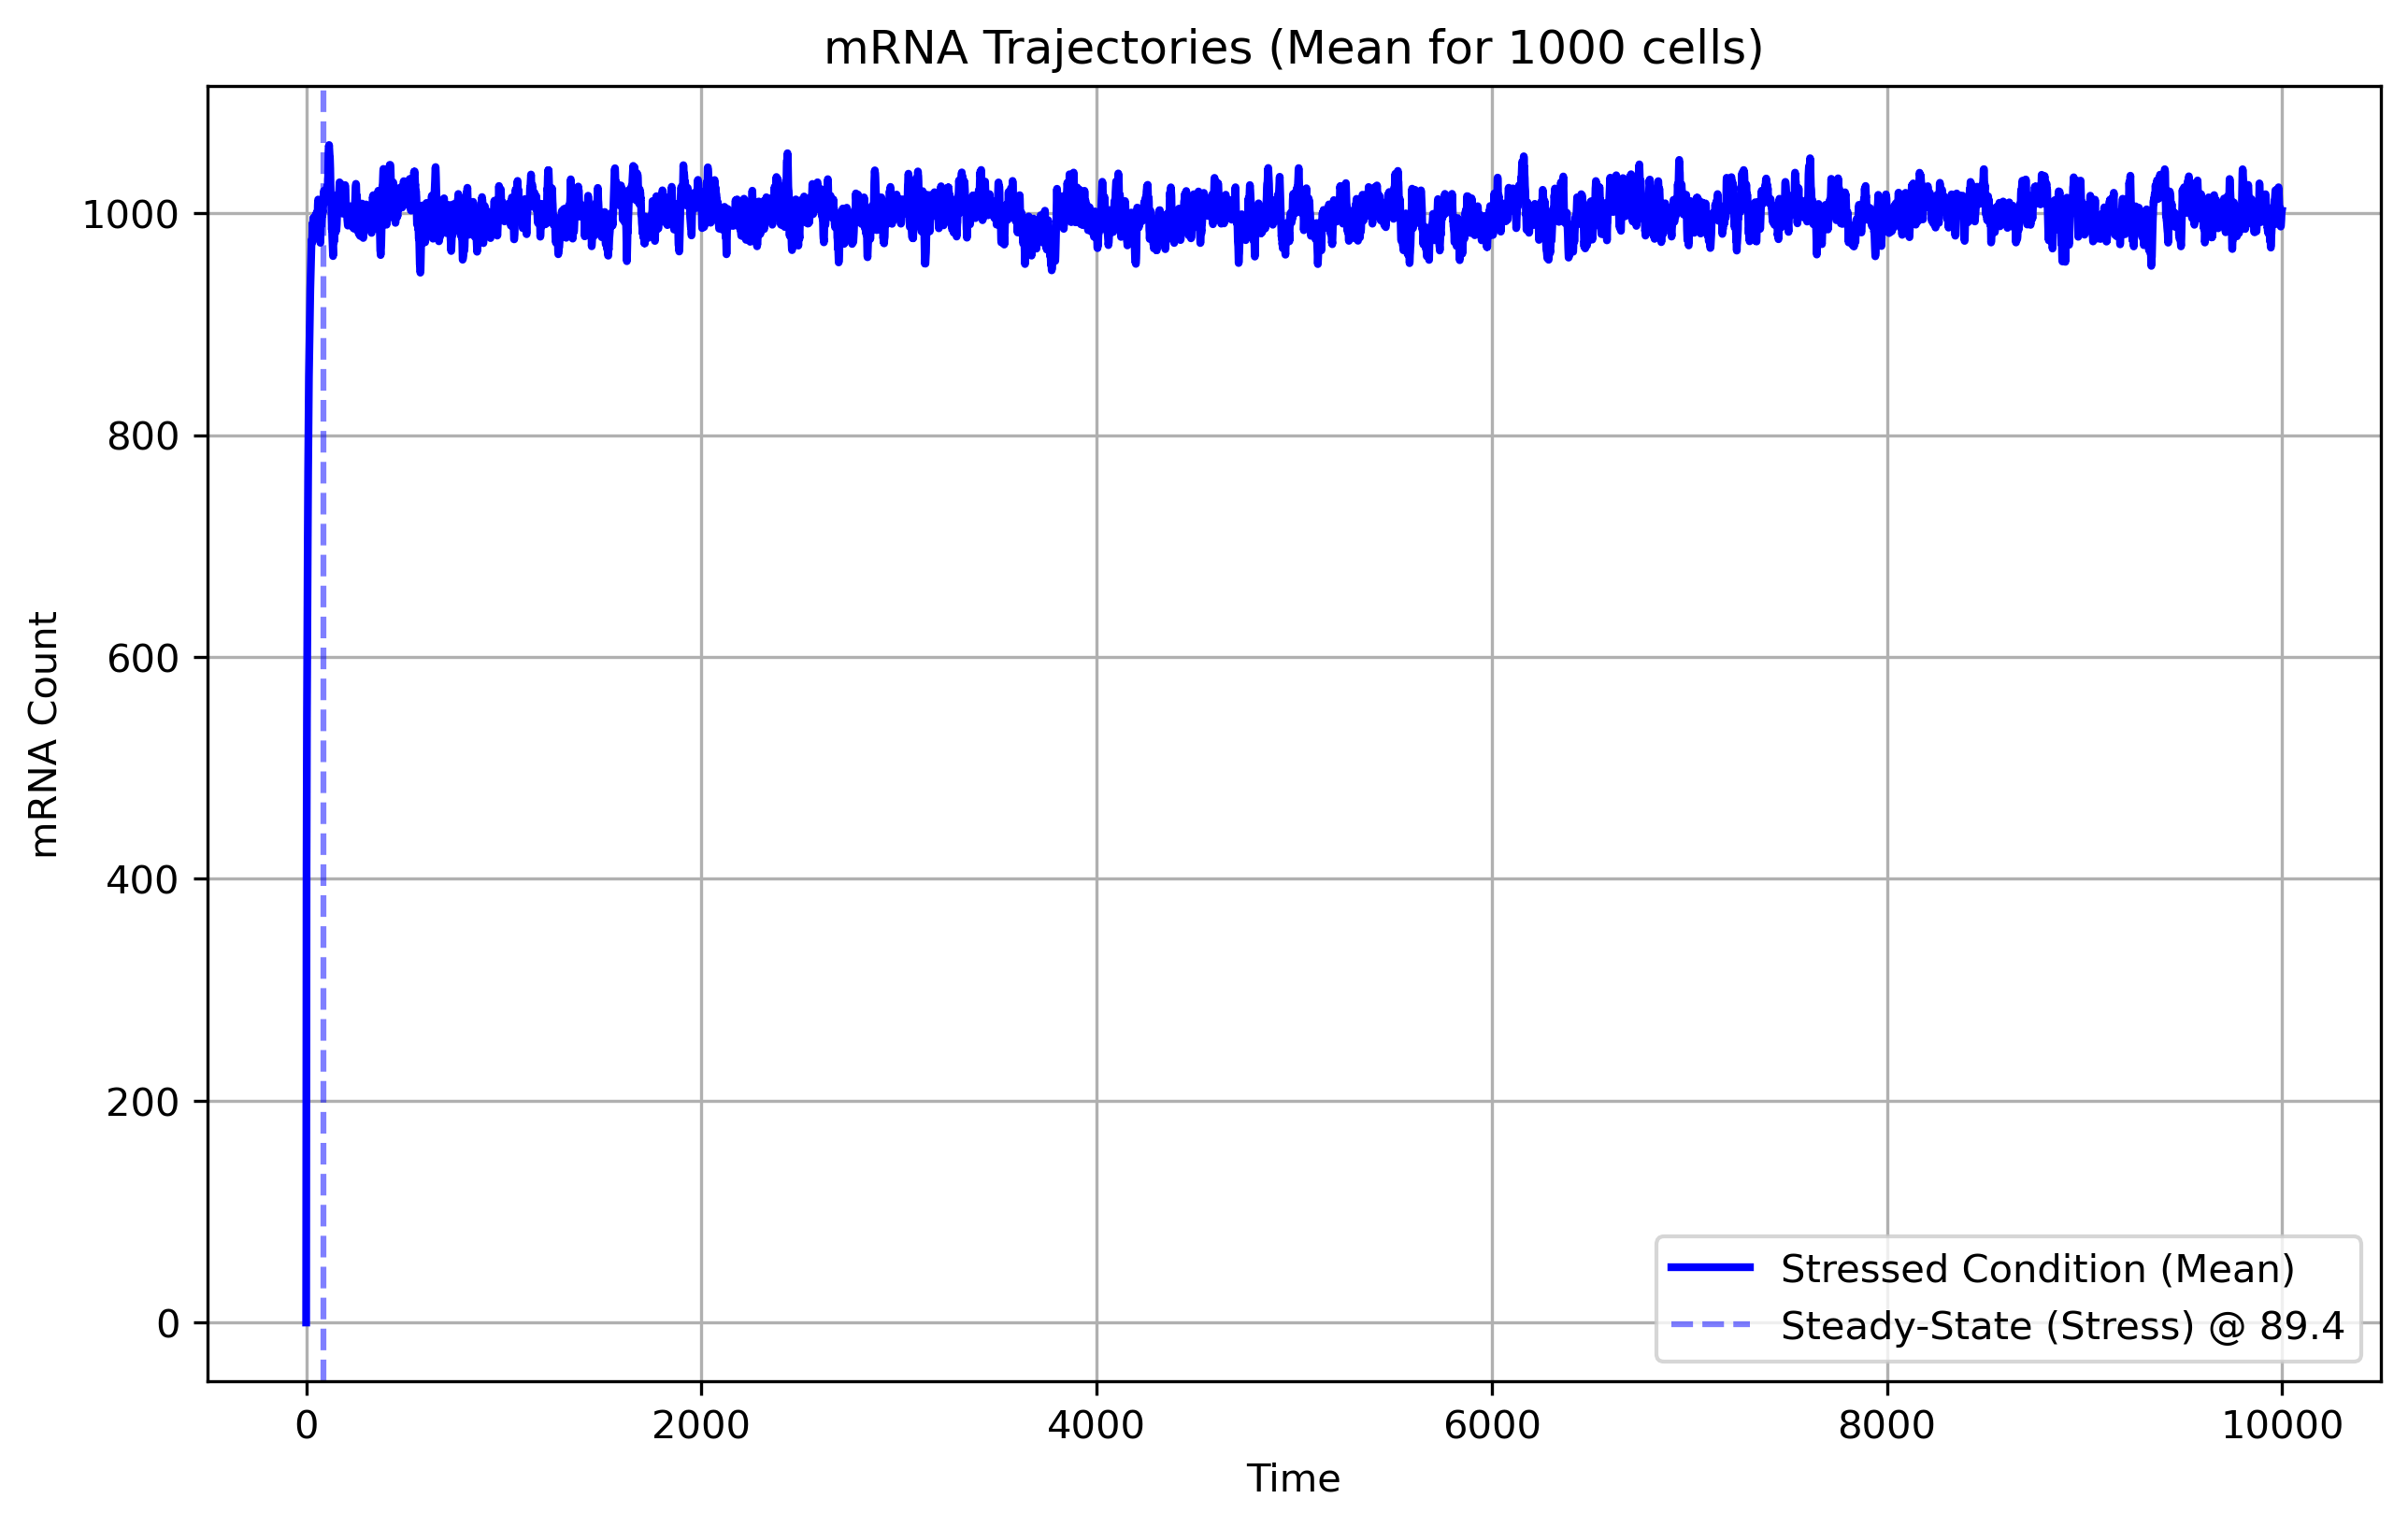 mRNA Trajectories (Mean for 1000 cells)
mRNA Count
1000
800
600
400
200
0
0 2000 4000 6000 8000 10000
Time
Stressed Condition (Mean)
Steady-State (Stress) @ 89.4